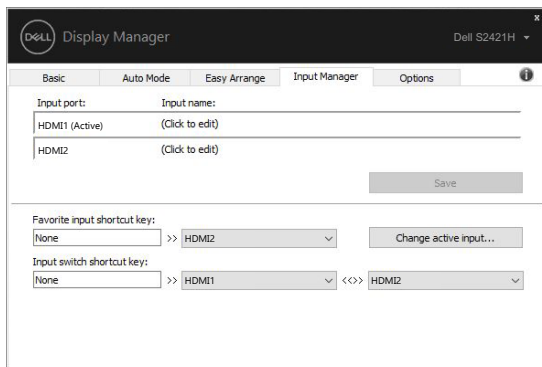 x
DELL Display Manager Dell S2421H
Basic Auto Mode Easy Arrange Input Manager Options i
Input port: Input name:
HDMI1 (Active) (Click to edit)
HDMI2 (Click to edit)
Save
Favorite input shortcut key:
None >> HDMI2 Change active input...
Input switch shortcut key:
None >> HDMI1 <<>> HDMI2